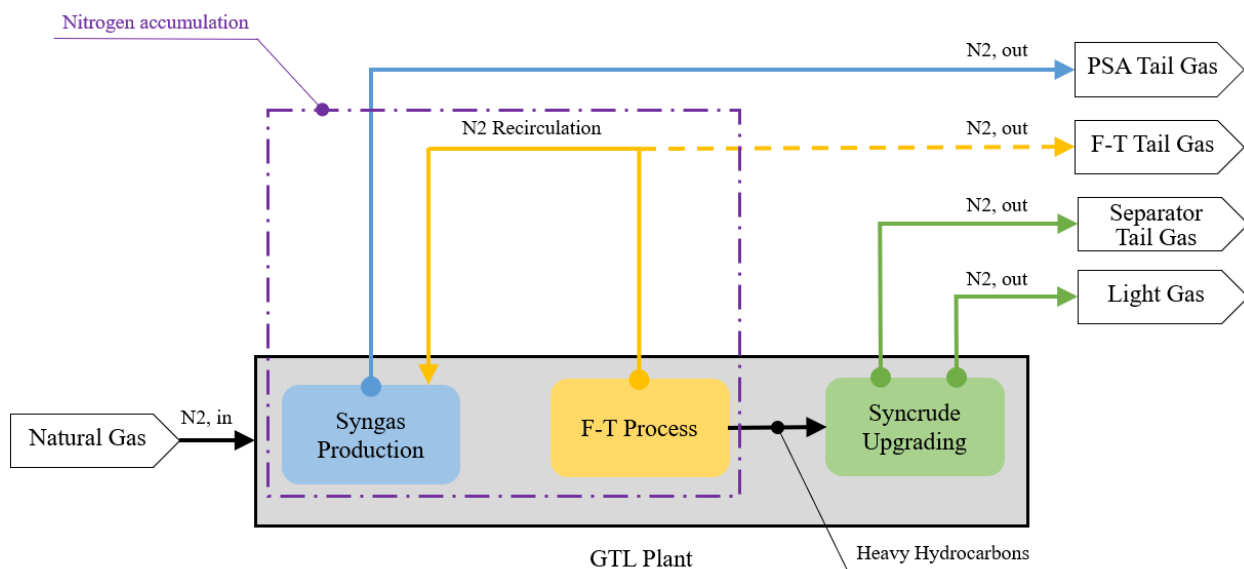 Nitrogen accumulation
N2, out
PSA Tail Gas
N2 Recirculation
N2, out
F-T Tail Gas
N2, out
Separator
Tail Gas
N2, out
Light Gas
Natural Gas
N2, in
Syngas
Production
F-T Process
Syncrude
Upgrading
GTL Plant
Heavy Hydrocarbons